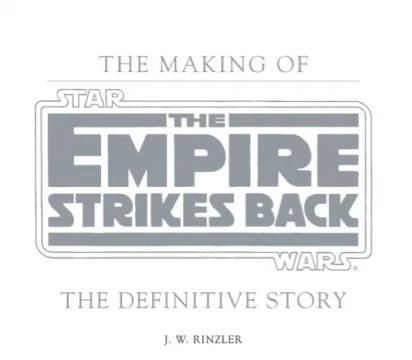 THE MAKING OF
STAR
THE
EMPIRE
STRIKES BACK
WARS®
THE DEFINITIVE STORY
J. W. RINZLER